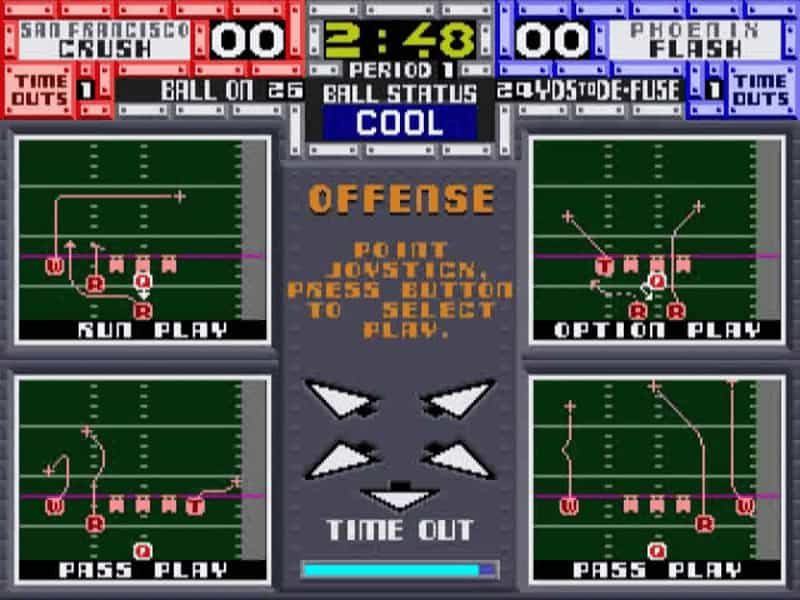 SAN FRANCISCO
CRUSH
00
2:48
00
PHOENIX
FLASH
TIME
OUTS
1
BALL ON 26
PERIOD 1
BALL STATUS
COOL
24 YDS TO DE-FUSE
1
TIME
OUTS
OFFENSE
POINT
JOYSTICK,
PRESS BUTTON
TO SELECT
PLAY.
W
R
Q
R
RUN PLAY
T
Q
R
R
OPTION PLAY
W
T
R
Q
PASS PLAY
W
W
R
Q
PASS PLAY
TIME OUT